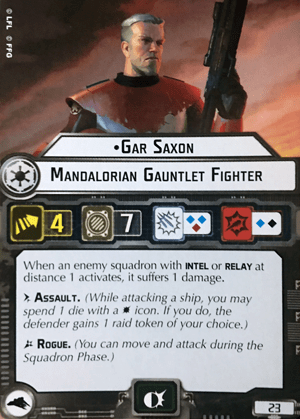 © LFL © FFG
•Gar Saxon
Mandalorian Gauntlet Fighter
4
7
When an enemy squadron with INTEL or RELAY at
distance 1 activates, it suffers 1 damage.
ASSAULT. (While attacking a ship, you may
spend 1 die with a icon. If you do, the
defender gains 1 raid token of your choice.)
ROGUE. (You can move and attack during the
Squadron Phase.)
23